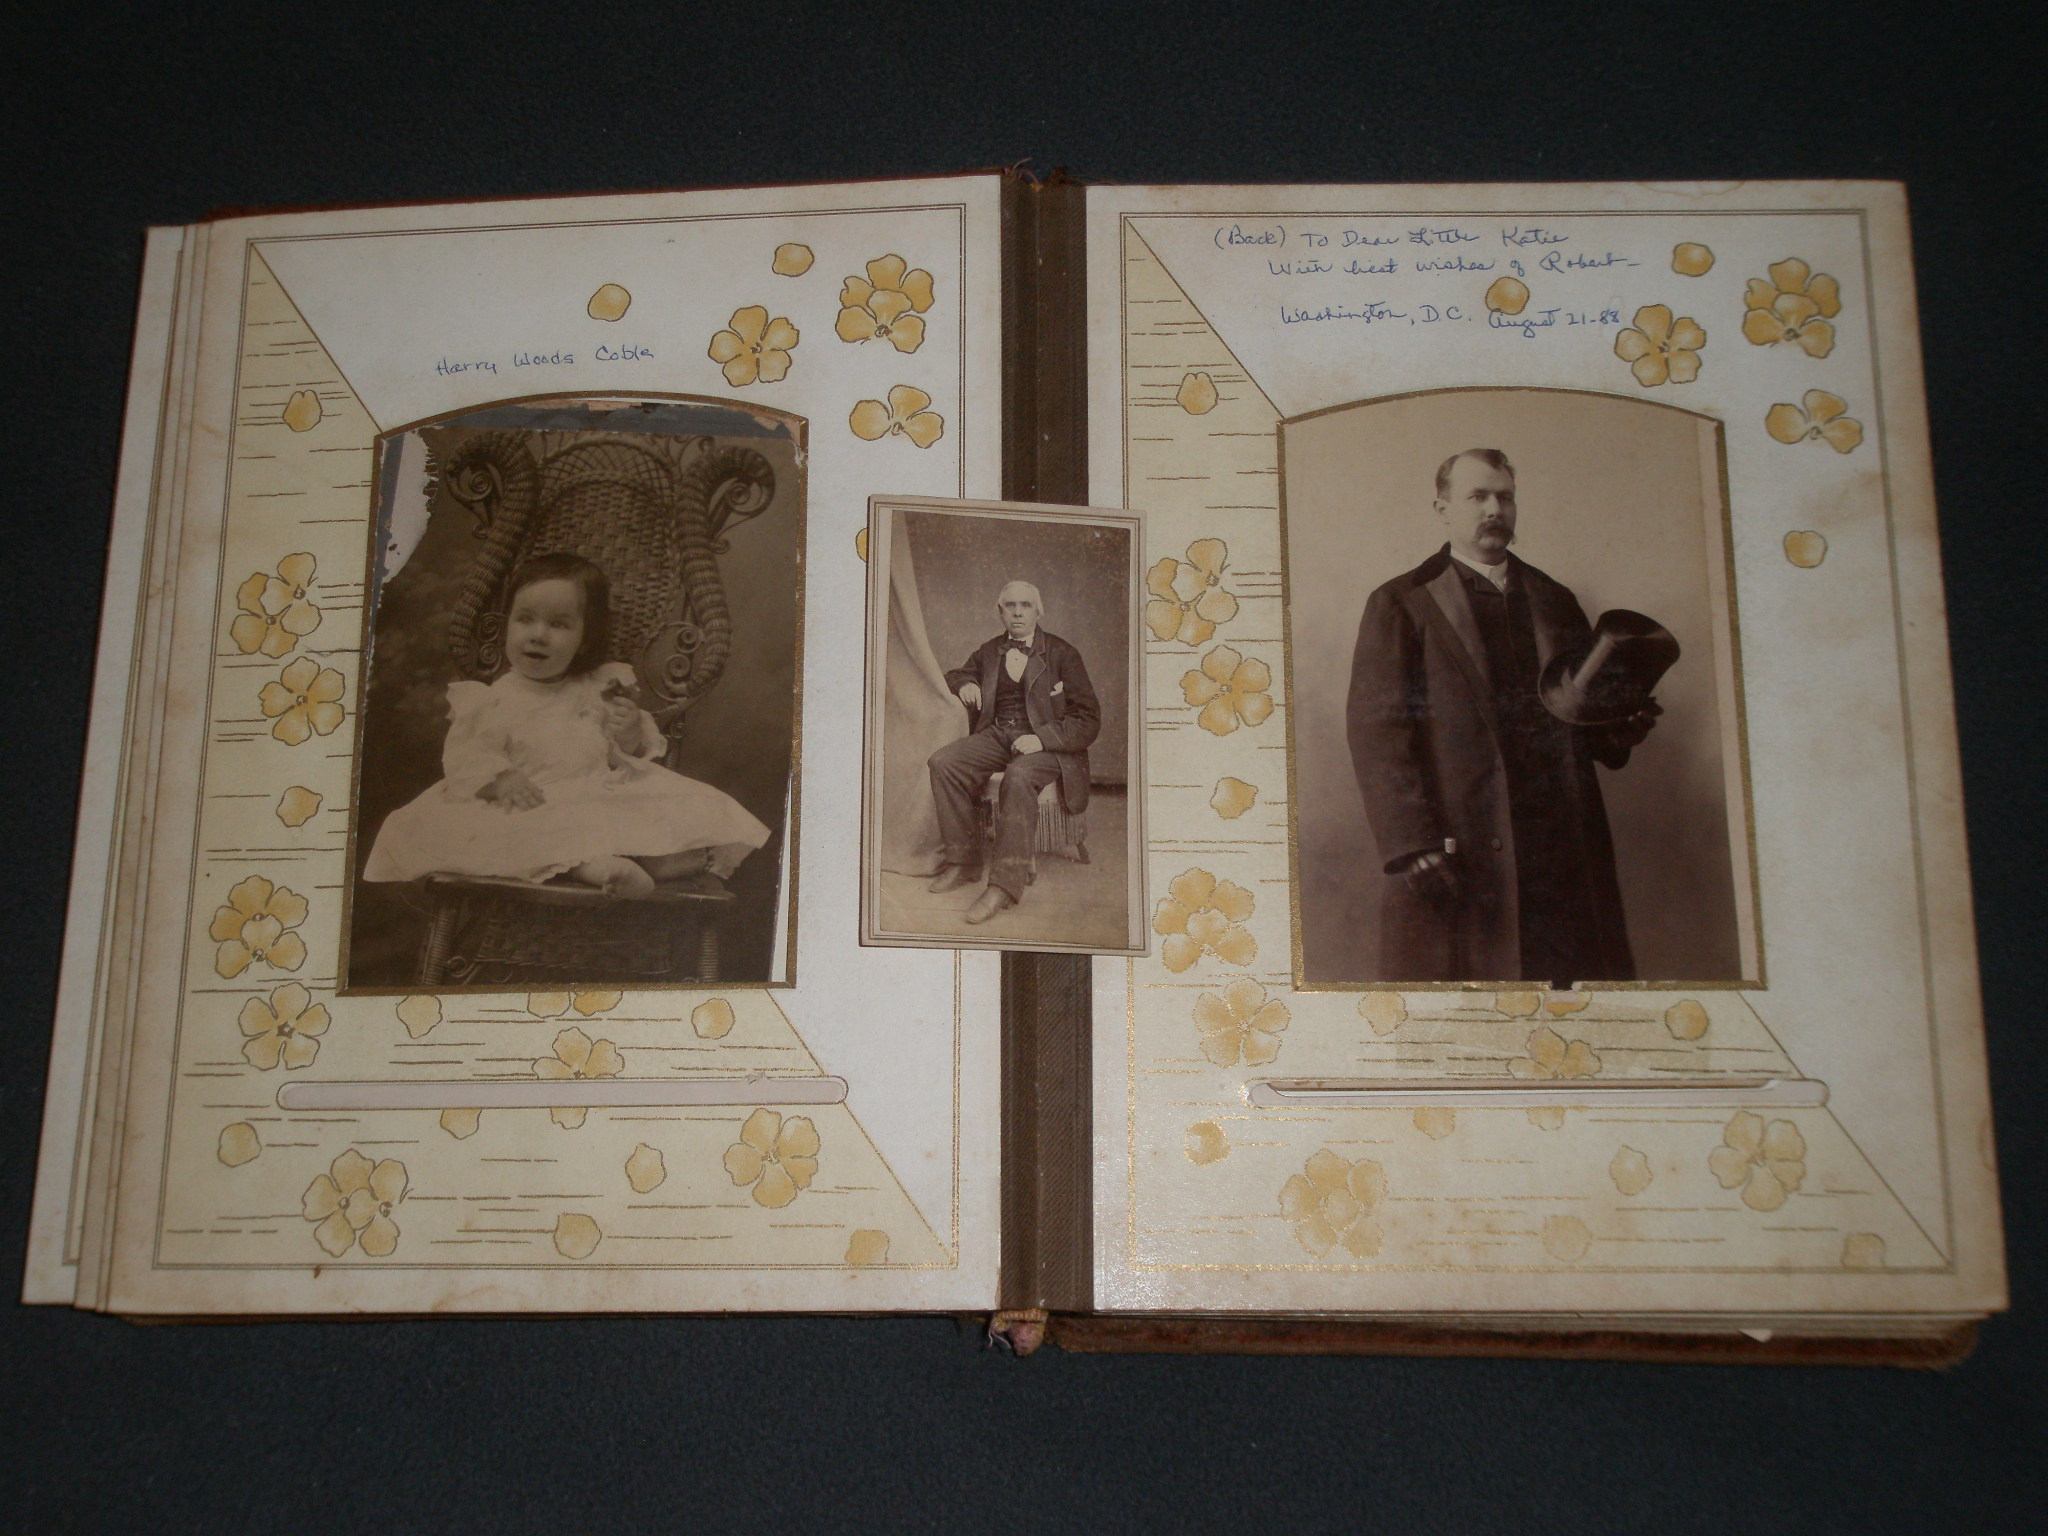 Harry Woods Coble
(Back) To Dear Little Katie
With best wishes of Robert-
Washington, D.C. August 21-88